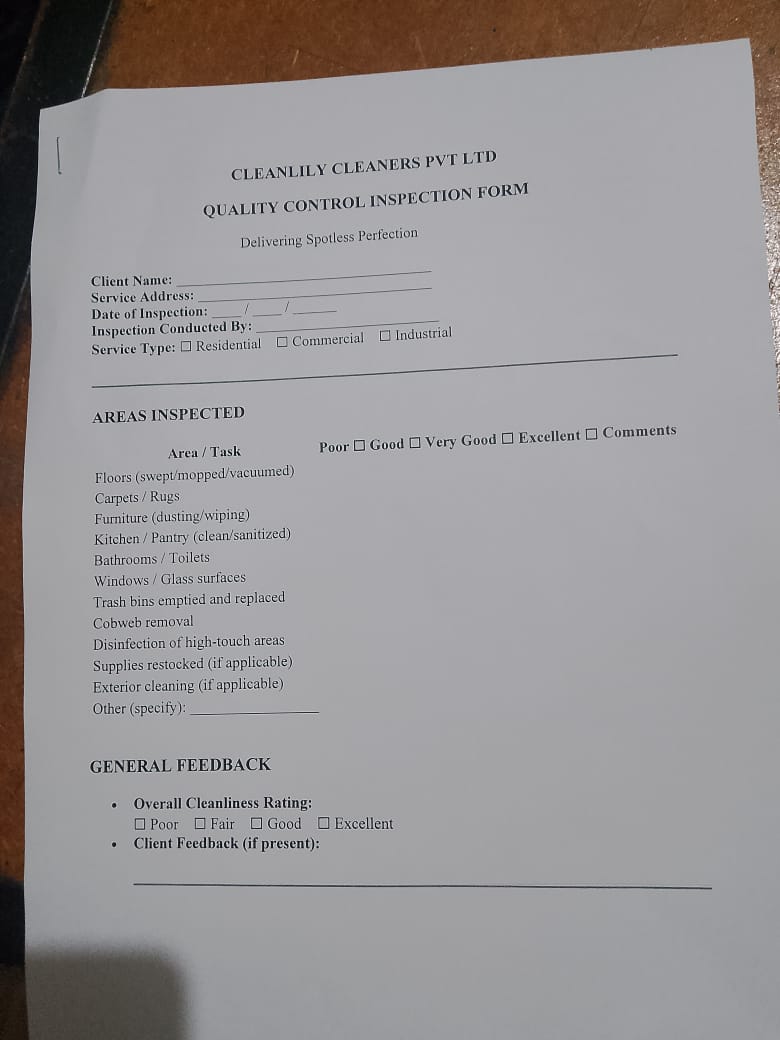 CLEANLILY CLEANERS PVT LTD
QUALITY CONTROL INSPECTION FORM
Delivering Spotless Perfection
Client Name: ____________________
Service Address: ____________________
Date of Inspection: ____ / ____ / ______
Inspection Conducted By: ____________________
Service Type: ☐ Residential ☐ Commercial ☐ Industrial
AREAS INSPECTED
Area / Task Poor ☐ Good ☐ Very Good ☐ Excellent ☐ Comments
Floors (swept/mopped/vacuumed)
Carpets / Rugs
Furniture (dusting/wiping)
Kitchen / Pantry (clean/sanitized)
Bathrooms / Toilets
Windows / Glass surfaces
Trash bins emptied and replaced
Cobweb removal
Disinfection of high-touch areas
Supplies restocked (if applicable)
Exterior cleaning (if applicable)
Other (specify): ____________________
GENERAL FEEDBACK
• Overall Cleanliness Rating:
☐ Poor ☐ Fair ☐ Good ☐ Excellent
• Client Feedback (if present):